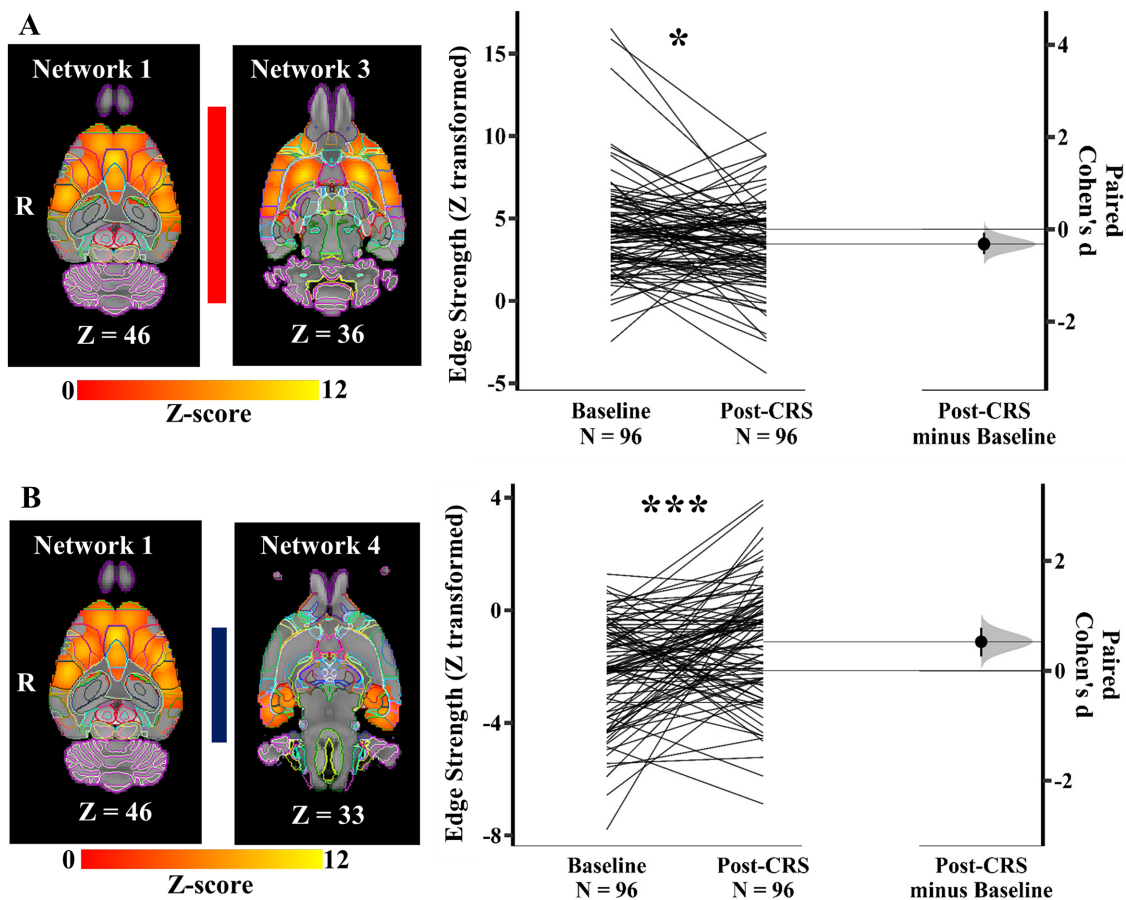 A
Network 1
Network 3
R
Z = 46
Z = 36
0
12
Z-score
Edge Strength (Z transformed)
15
10
5
0
-5
*
Baseline
N = 96
Post-CRS
N = 96
4
2
0
-2
Paired
Cohen's d
Post-CRS
minus Baseline
B
Network 1
Network 4
R
Z = 46
Z = 33
0
12
Z-score
Edge Strength (Z transformed)
4
0
-4
-8
***
Baseline
N = 96
Post-CRS
N = 96
2
0
-2
Paired
Cohen's d
Post-CRS
minus Baseline